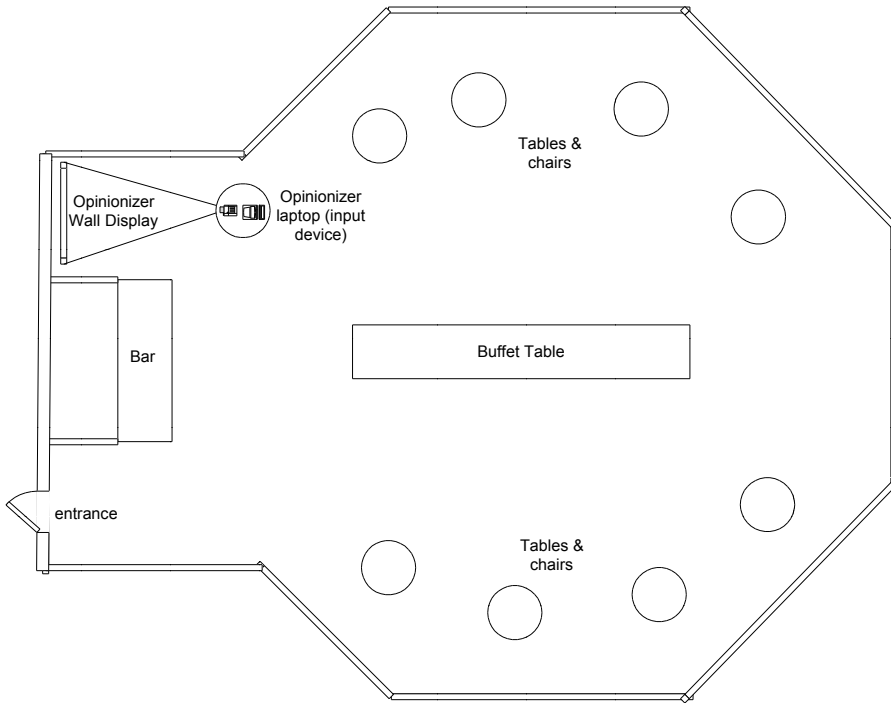 Tables &
chairs
Opinionizer
Wall Display
Opinionizer
laptop (input
device)
Bar
Buffet Table
entrance
Tables &
chairs